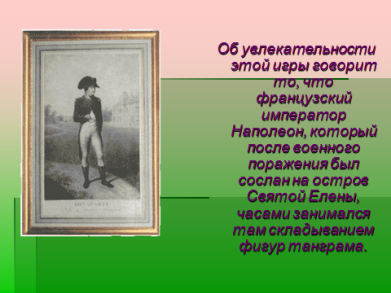 Об увлекательности
этой игры говорит
то, что
французский
император
Наполеон, который
после военного
поражения был
сослан на остров
Святой Елены,
часами занимался
там складыванием
фигур танграма.